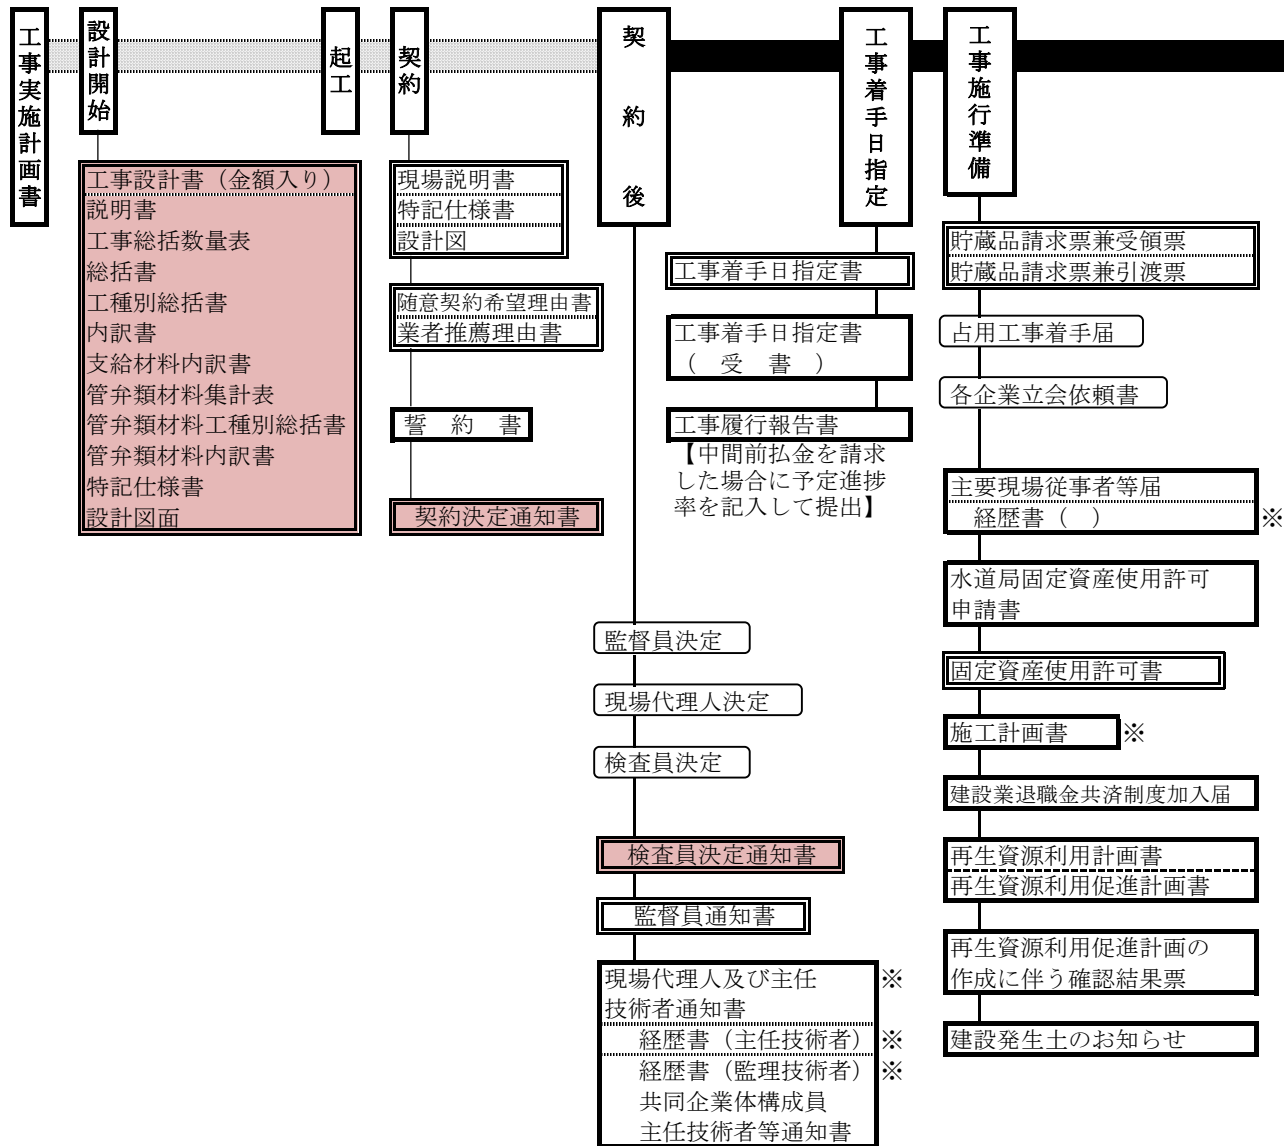 工事実施計画書
設計開始
起工
契約
契約後
工事着手日指定
工事施行準備
工事設計書（金額入り）
説明書
工事総括数量表
総括書
工種別総括書
内訳書
支給材料内訳書
管弁類材料集計表
管弁類材料工種別総括書
管弁類材料内訳書
特記仕様書
設計図面
現場説明書
特記仕様書
設計図
随意契約希望理由書
業者推薦理由書
誓　約　書
契約決定通知書
監督員決定
現場代理人決定
検査員決定
検査員決定通知書
監督員通知書
現場代理人及び主任 ※
技術者通知書
経歴書（主任技術者） ※
経歴書（監理技術者） ※
共同企業体構成員
主任技術者等通知書
工事着手日指定書
工事着手日指定書
（　受　書　）
工事履行報告書
【中間前払金を請求
した場合に予定進捗
率を記入して提出】
貯蔵品請求票兼受領票
貯蔵品請求票兼引渡票
占用工事着手届
各企業立会依頼書
主要現場従事者等届
経歴書（　） ※
水道局固定資産使用許可
申請書
固定資産使用許可書
施工計画書 ※
建設業退職金共済制度加入届
再生資源利用計画書
再生資源利用促進計画書
再生資源利用促進計画の
作成に伴う確認結果票
建設発生土のお知らせ